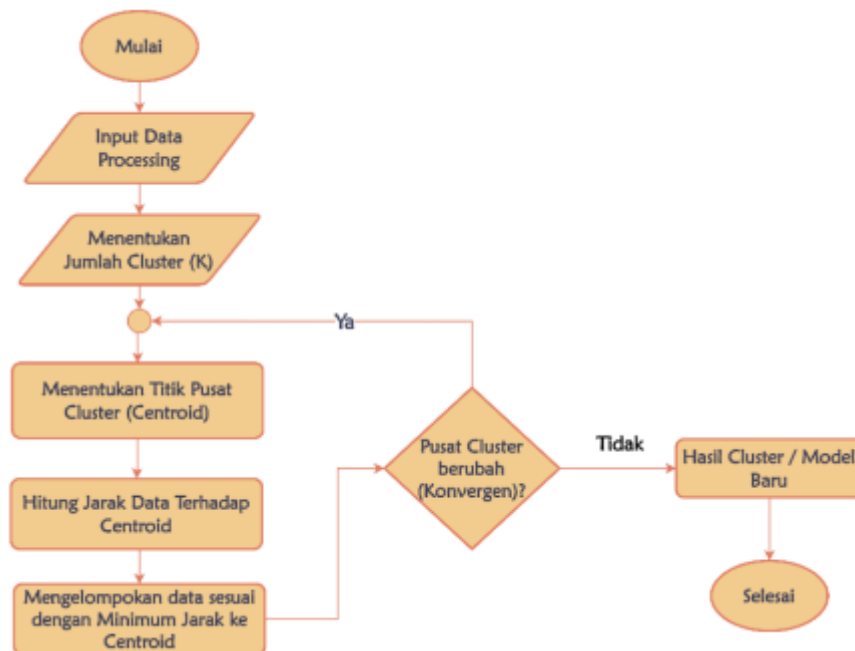 Mulai
Input Data
Processing
Menentukan
Jumlah Cluster (K)
Ya
Menentukan Titik Pusat
Cluster (Centroid)
Hitung Jarak Data Terhadap
Centroid
Mengelompokan data sesuai
dengan Minimum Jarak ke
Centroid
Pusat Cluster
berubah
(Konvergen)?
Tidak
Hasil Cluster / Model
Baru
Selesai